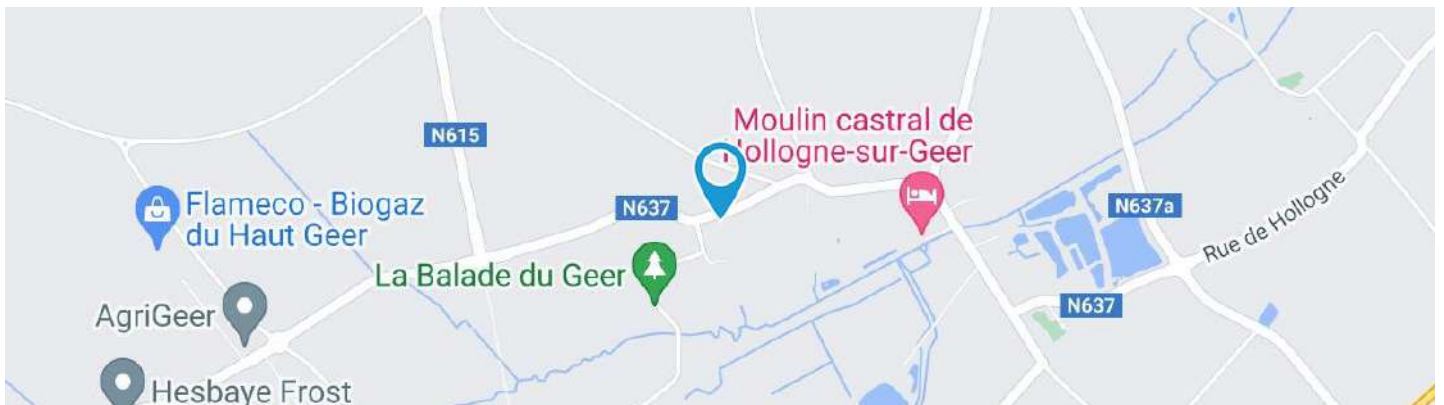 N615
Moulin castral de
Hollogne-sur-Geer
Flameco - Biogaz
du Haut Geer
N637
N637a
Rue de Hollogne
La Balade du Geer
AgriGeer
N637
Hesbaye Frost